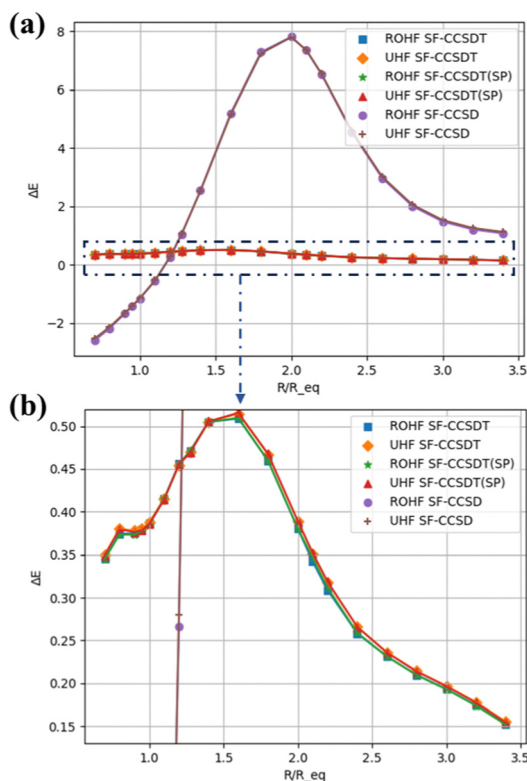 (a)
8
6
4
2
0
−2
ΔE
ROHF SF-CCSDT
UHF SF-CCSDT
ROHF SF-CCSDT(SP)
UHF SF-CCSDT(SP)
ROHF SF-CCSD
UHF SF-CCSD
1.0 1.5 2.0 2.5 3.0 3.5
R/R_eq
(b)
0.50
0.45
0.40
0.35
0.30
0.25
0.20
0.15
ΔE
ROHF SF-CCSDT
UHF SF-CCSDT
ROHF SF-CCSDT(SP)
UHF SF-CCSDT(SP)
ROHF SF-CCSD
UHF SF-CCSD
1.0 1.5 2.0 2.5 3.0 3.5
R/R_eq